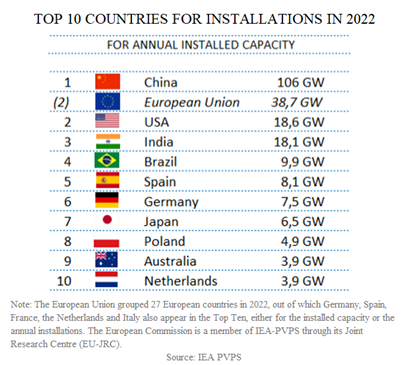 TOP 10 COUNTRIES FOR INSTALLATIONS IN 2022
FOR ANNUAL INSTALLED CAPACITY
1 China 106 GW
(2) European Union 38,7 GW
2 USA 18,6 GW
3 India 18,1 GW
4 Brazil 9,9 GW
5 Spain 8,1 GW
6 Germany 7,5 GW
7 Japan 6,5 GW
8 Poland 4,9 GW
9 Australia 3,9 GW
10 Netherlands 3,9 GW
Note: The European Union grouped 27 European countries in 2022, out of which Germany, Spain,
France, the Netherlands and Italy also appear in the Top Ten, either for the installed capacity or the
annual installations. The European Commission is a member of IEA-PVPS through its Joint
Research Centre (EU-JRC).
Source: IEA PVPS